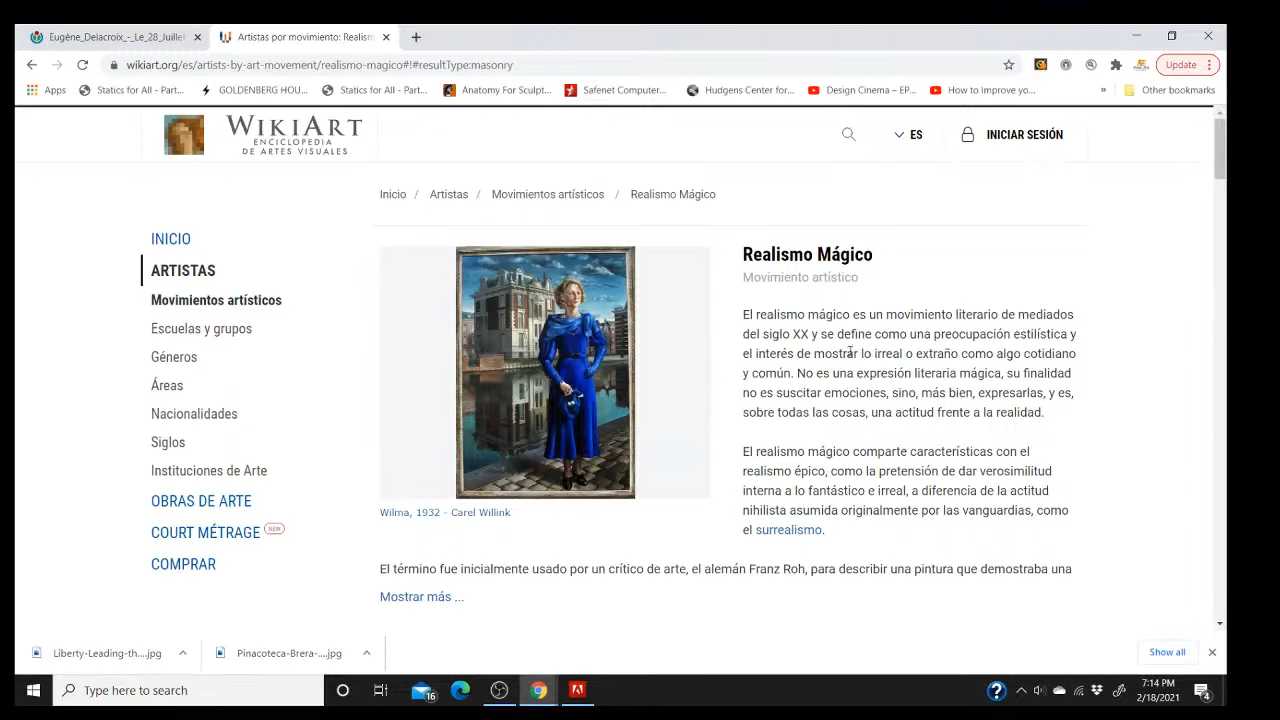 Eugène_Delacroix_-_Le_28_Juillet
Artistas por movimiento: Realism
wikiart.org/es/artists-by-art-movement/realismo-magico#!#resultType:masonry
Update
Apps
Statics for All - Part...
GOLDENBERG HOU...
Statics for All - Part...
Anatomy For Sculpt...
Safenet Computer...
Hudgens Center for...
Design Cinema – EP...
How to Improve yo...
»
Other bookmarks
WIKIART
ENCICLOPEDIA
DE ARTES VISUALES
ES
INICIAR SESIÓN
Inicio / Artistas / Movimientos artísticos / Realismo Mágico
INICIO
ARTISTAS
Movimientos artísticos
Escuelas y grupos
Géneros
Áreas
Nacionalidades
Siglos
Instituciones de Arte
OBRAS DE ARTE
COURT MÉTRAGE NEW
COMPRAR
Wilma, 1932 - Carel Willink
Realismo Mágico
Movimiento artístico
El realismo mágico es un movimiento literario de mediados
del siglo XX y se define como una preocupación estilística y
el interés de mostrar lo irreal o extraño como algo cotidiano
y común. No es una expresión literaria mágica, su finalidad
no es suscitar emociones, sino, más bien, expresarlas, y es,
sobre todas las cosas, una actitud frente a la realidad.
El realismo mágico comparte características con el
realismo épico, como la pretensión de dar verosimilitud
interna a lo fantástico e irreal, a diferencia de la actitud
nihilista asumida originalmente por las vanguardias, como
el surrealismo.
El término fue inicialmente usado por un crítico de arte, el alemán Franz Roh, para describir una pintura que demostraba una
Mostrar más ...
Liberty-Leading-th....jpg
Pinacoteca-Brera-....jpg
Show all
Type here to search
16
7:14 PM
2/18/2021
4